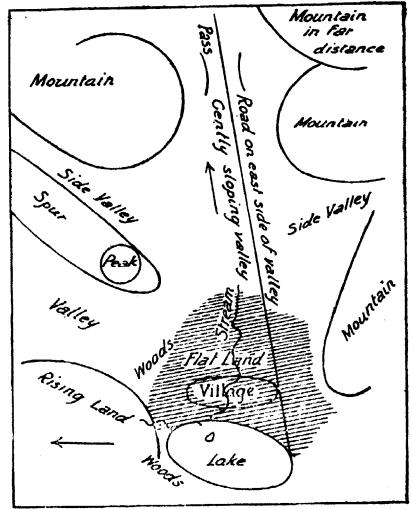 Mountain
in Far
distance
Pass
Mountain
Mountain
Road on east side of valley
Gently sloping valley
Side Valley
Spur
Side Valley
Peak
Valley
Mountain
Stream
Woods
Flat Land
Village
Rising Land
Lake
Woods